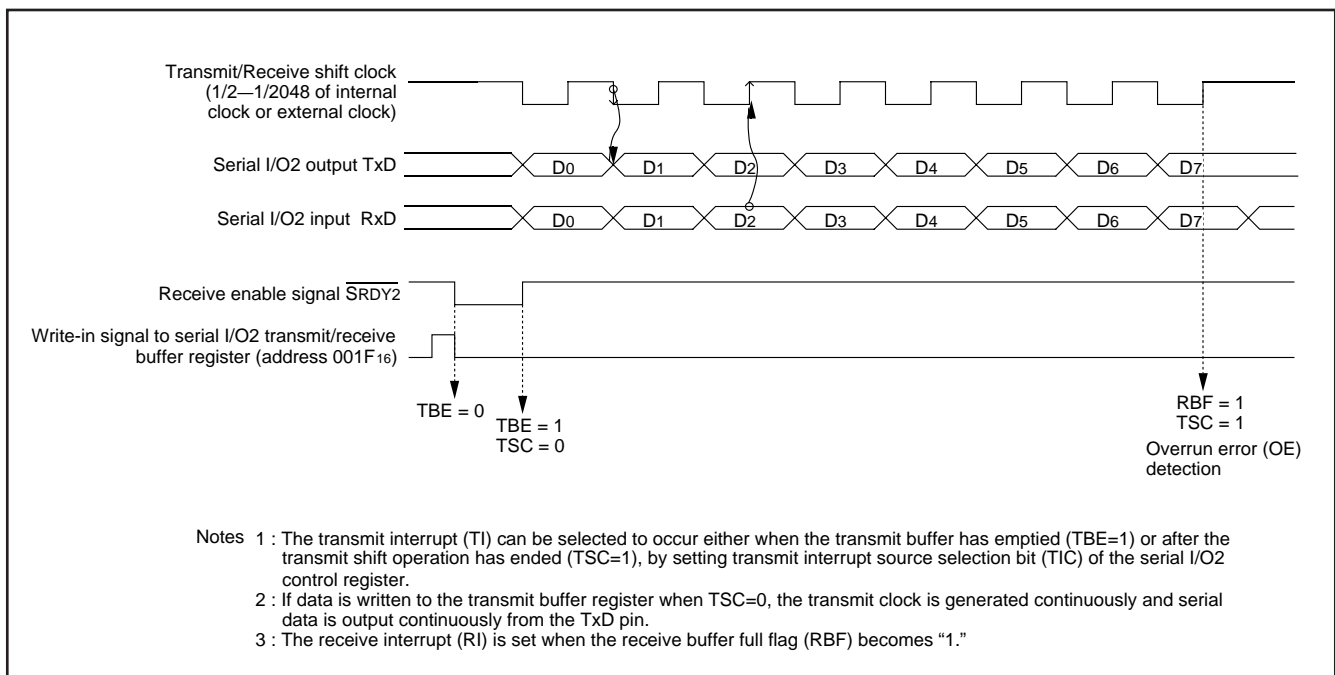 Transmit/Receive shift clock
(1/2—1/2048 of internal
clock or external clock)
Serial I/O2 output TxD
D0 D1 D2 D3 D4 D5 D6 D7
Serial I/O2 input RxD
D0 D1 D2 D3 D4 D5 D6 D7
Receive enable signal SRDY2
Write-in signal to serial I/O2 transmit/receive
buffer register (address 001F16)
TBE = 0
TBE = 1
TSC = 0
RBF = 1
TSC = 1
Overrun error (OE)
detection
Notes 1 : The transmit interrupt (TI) can be selected to occur either when the transmit buffer has emptied (TBE=1) or after the
transmit shift operation has ended (TSC=1), by setting transmit interrupt source selection bit (TIC) of the serial I/O2
control register.
2 : If data is written to the transmit buffer register when TSC=0, the transmit clock is generated continuously and serial
data is output continuously from the TxD pin.
3 : The receive interrupt (RI) is set when the receive buffer full flag (RBF) becomes “1.”